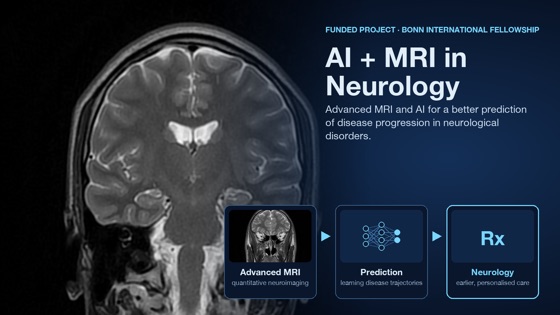 FUNDED PROJECT · BONN INTERNATIONAL FELLOWSHIP
AI + MRI in
Neurology
Advanced MRI and AI for a better prediction
of disease progression in neurological
disorders.
Advanced MRI
quantitative neuroimaging
Prediction
learning disease trajectories
Rx
Neurology
earlier, personalised care